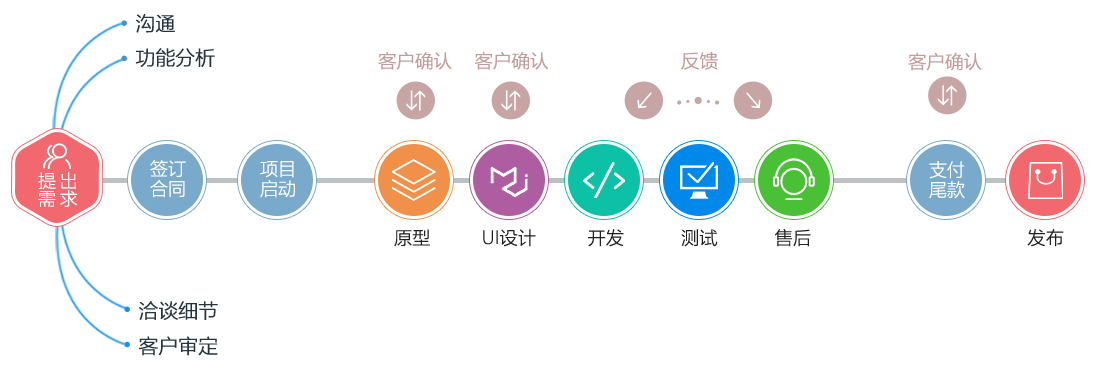 沟通
功能分析
提出
需求
洽谈细节
客户审定
签订
合同
项目
启动
客户确认
原型
客户确认
UI设计
开发
反馈
测试
售后
客户确认
支付
尾款
发布